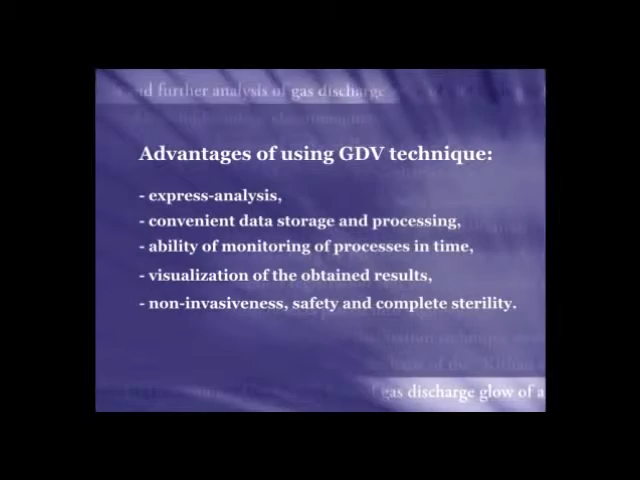 nd further analysis of gas discharge
Advantages of using GDV technique:
- express-analysis,
- convenient data storage and processing,
- ability of monitoring of processes in time,
- visualization of the obtained results,
- non-invasiveness, safety and complete sterility.
gas discharge glow of a